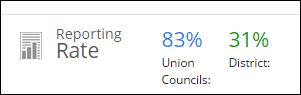 Reporting
Rate
83%
Union
Councils:
31%
District: